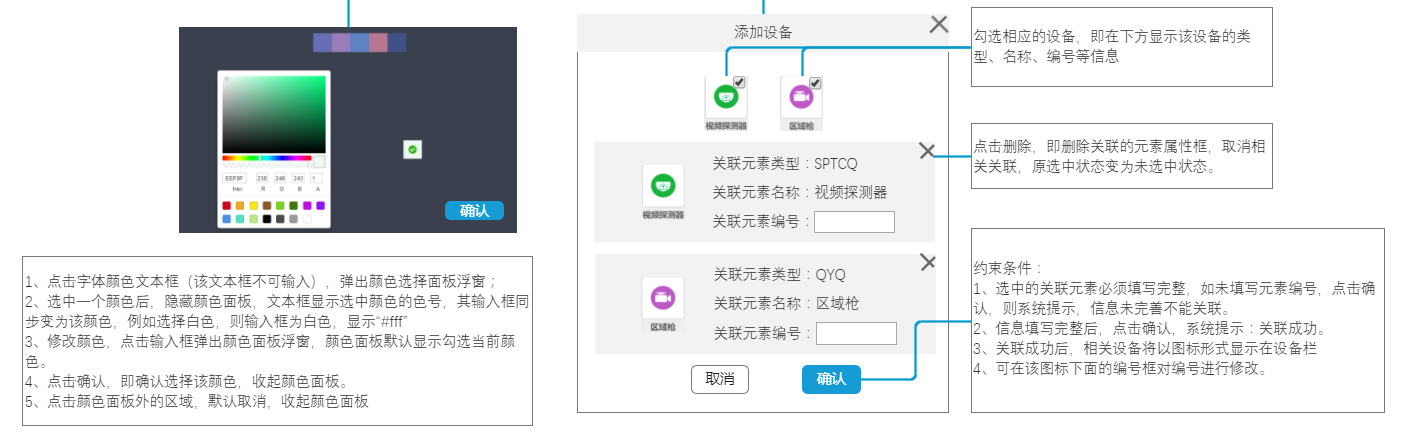 EEF8F 238 248 243 1
Hex R G B A
确认
1、点击字体颜色文本框（该文本框不可输入），弹出颜色选择面板浮窗；
2、选中一个颜色后，隐藏颜色面板，文本框显示选中颜色的色号，其输入框同
步变为该颜色，例如选择白色，则输入框为白色，显示“#fff”
3、修改颜色，点击输入框弹出颜色面板浮窗，颜色面板默认显示勾选当前颜
色。
4、点击确认，即确认选择该颜色，收起颜色面板。
5、点击颜色面板外的区域，默认取消，收起颜色面板
添加设备
视频探测器
区域枪
视频探测器
关联元素类型：SPTCQ
关联元素名称：视频探测器
关联元素编号：
区域枪
关联元素类型：QYQ
关联元素名称：区域枪
关联元素编号：
取消
确认
勾选相应的设备，即在下方显示该设备的类
型、名称、编号等信息
点击删除，即删除关联的元素属性框，取消相
关关联，原选中状态变为未选中状态。
约束条件：
1、选中的关联元素必须填写完整，如未填写元素编号，点击确
认，则系统提示，信息未完善不能关联。
2、信息填写完整后，点击确认，系统提示：关联成功。
3、关联成功后，相关设备将以图标形式显示在设备栏
4、可在该图标下面的编号框对编号进行修改。